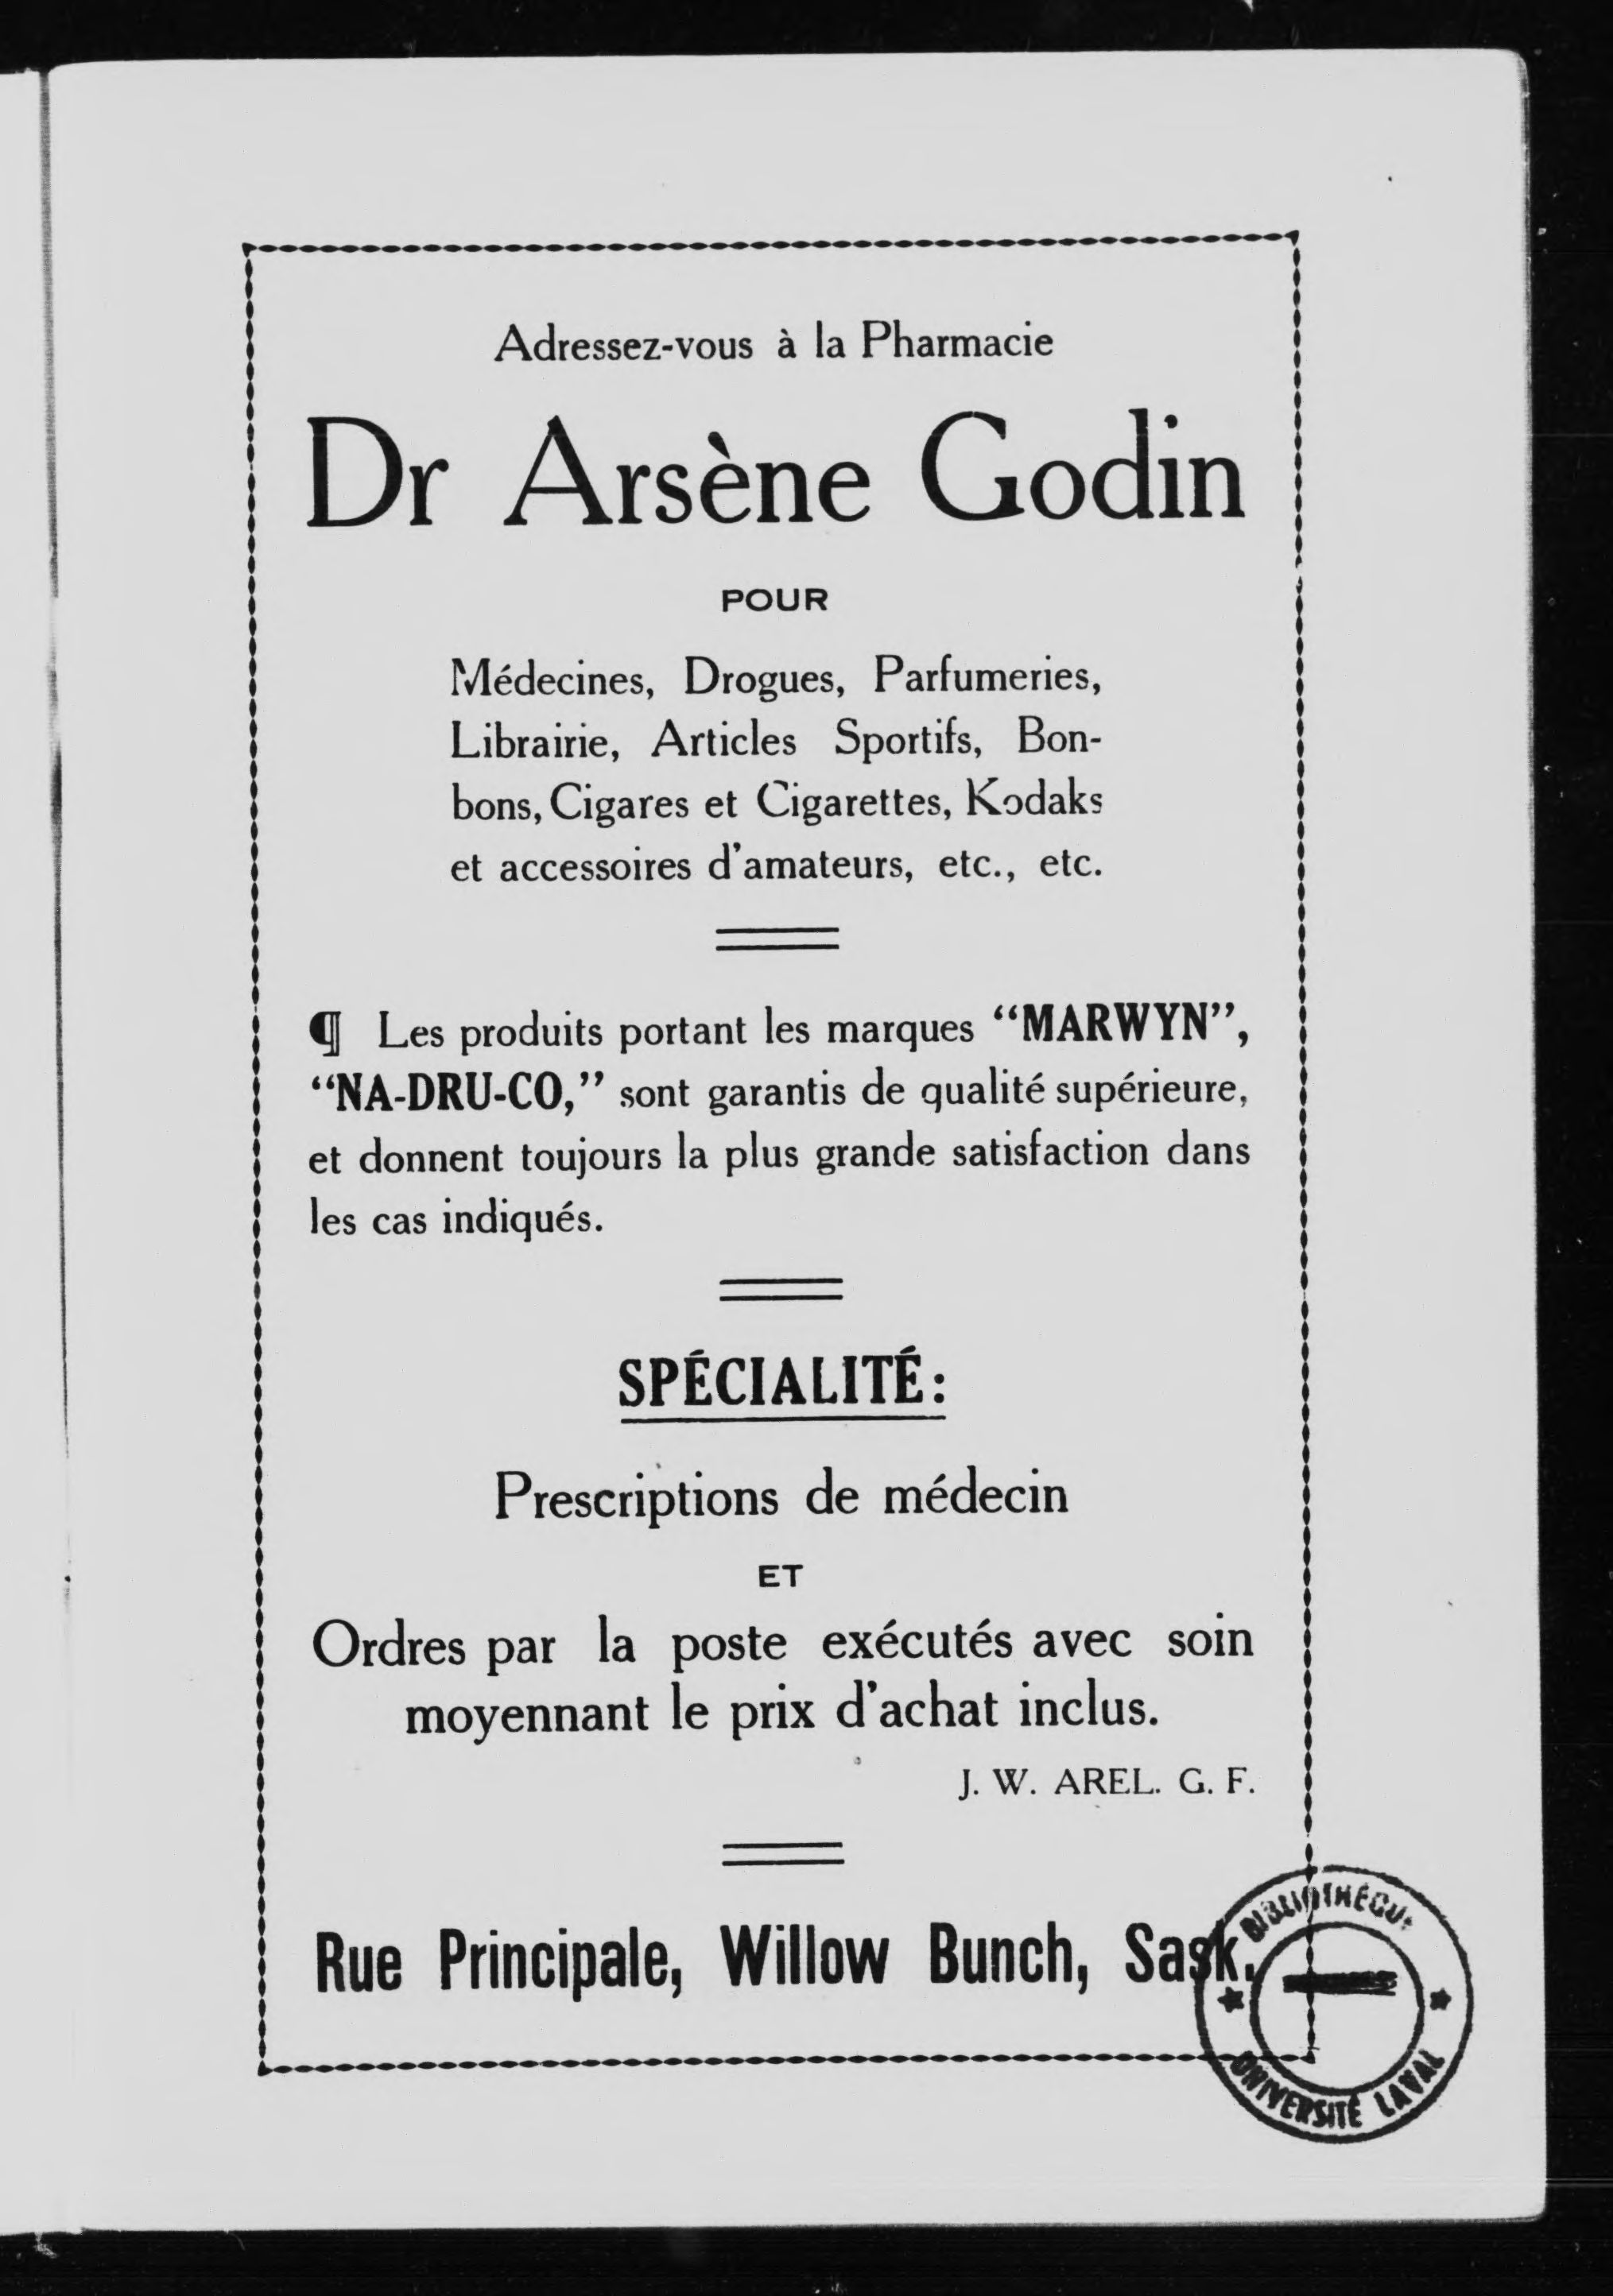 Adressez-vous à la Pharmacie
Dr Arsène Godin
POUR
Médecines, Drogues, Parfumeries,
Librairie, Articles Sportifs, Bon-
bons, Cigares et Cigarettes, Kodaks
et accessoires d'amateurs, etc., etc.
¶ Les produits portant les marques “MARWYN”,
“NA-DRU-CO,” sont garantis de qualité supérieure,
et donnent toujours la plus grande satisfaction dans
les cas indiqués.
SPÉCIALITÉ:
Prescriptions de médecin
ET
Ordres par la poste exécutés avec soin
moyennant le prix d'achat inclus.
J. W. AREL. G. F.
Rue Principale, Willow Bunch, Sask.
BIBLIOTHÈQUE
UNIVERSITÉ LAVAL